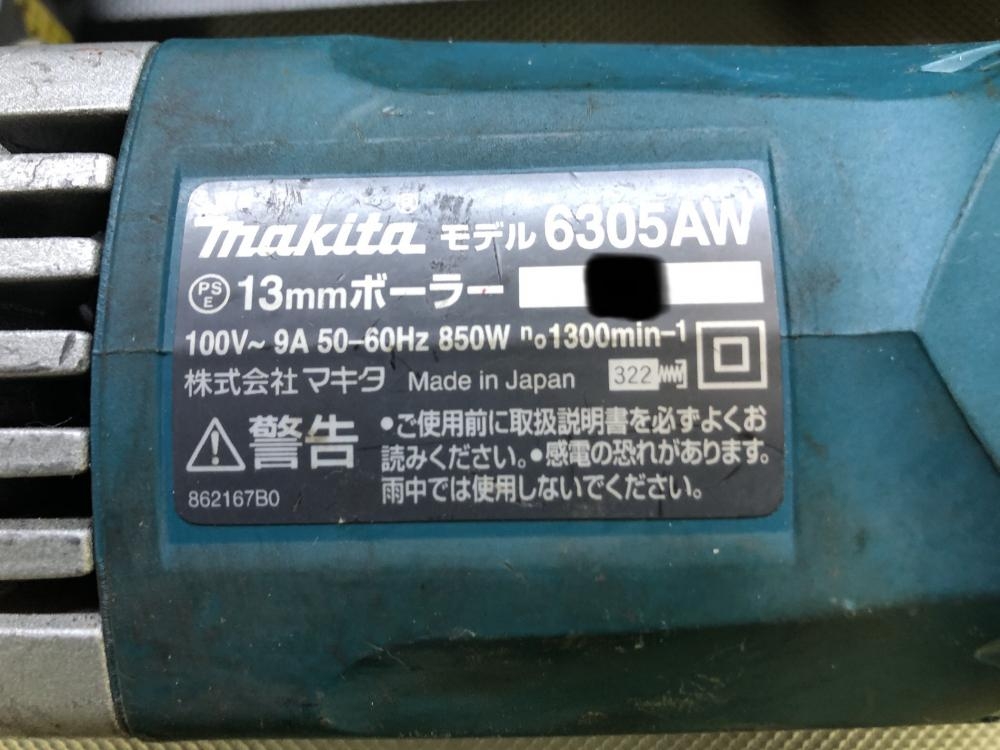 makita モデル 6305AW
PS E 13mmボーラー
100V~ 9A 50-60Hz 850W n₀1300min-1
株式会社 マキタ Made in Japan 322
警告 •ご使用前に取扱説明書を必ずよくお
読みください。•感電の恐れがあります。
雨中では使用しないでください。
862167B0